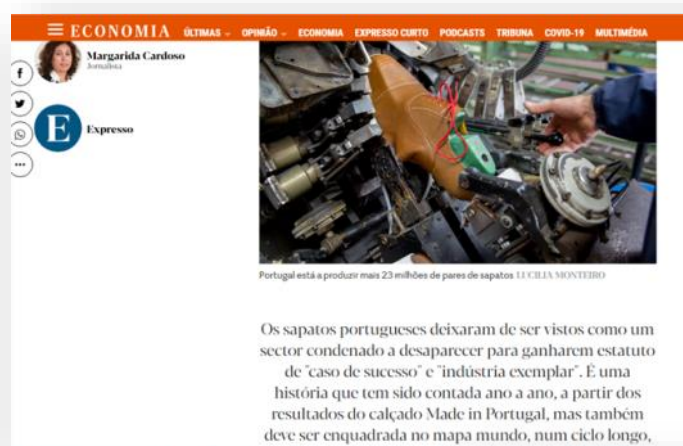 ECONOMIA ÚLTIMAS OPINIÃO ECONOMIA EXPRESSO CURTO PODCASTS TRIBUNA COVID-19 MULTIMÉDIA
Margarida Cardoso
Jornalista
E Expresso
Portugal está a produzir mais 23 milhões de pares de sapatos LUCILIA MONTEIRO
Os sapatos portugueses deixaram de ser vistos como um
sector condenado a desaparecer para ganharem estatuto
de "caso de sucesso" e "indústria exemplar". É uma
história que tem sido contada ano a ano, a partir dos
resultados do calçado Made in Portugal, mas também
deve ser enquadrada no mapa mundo, num ciclo longo,